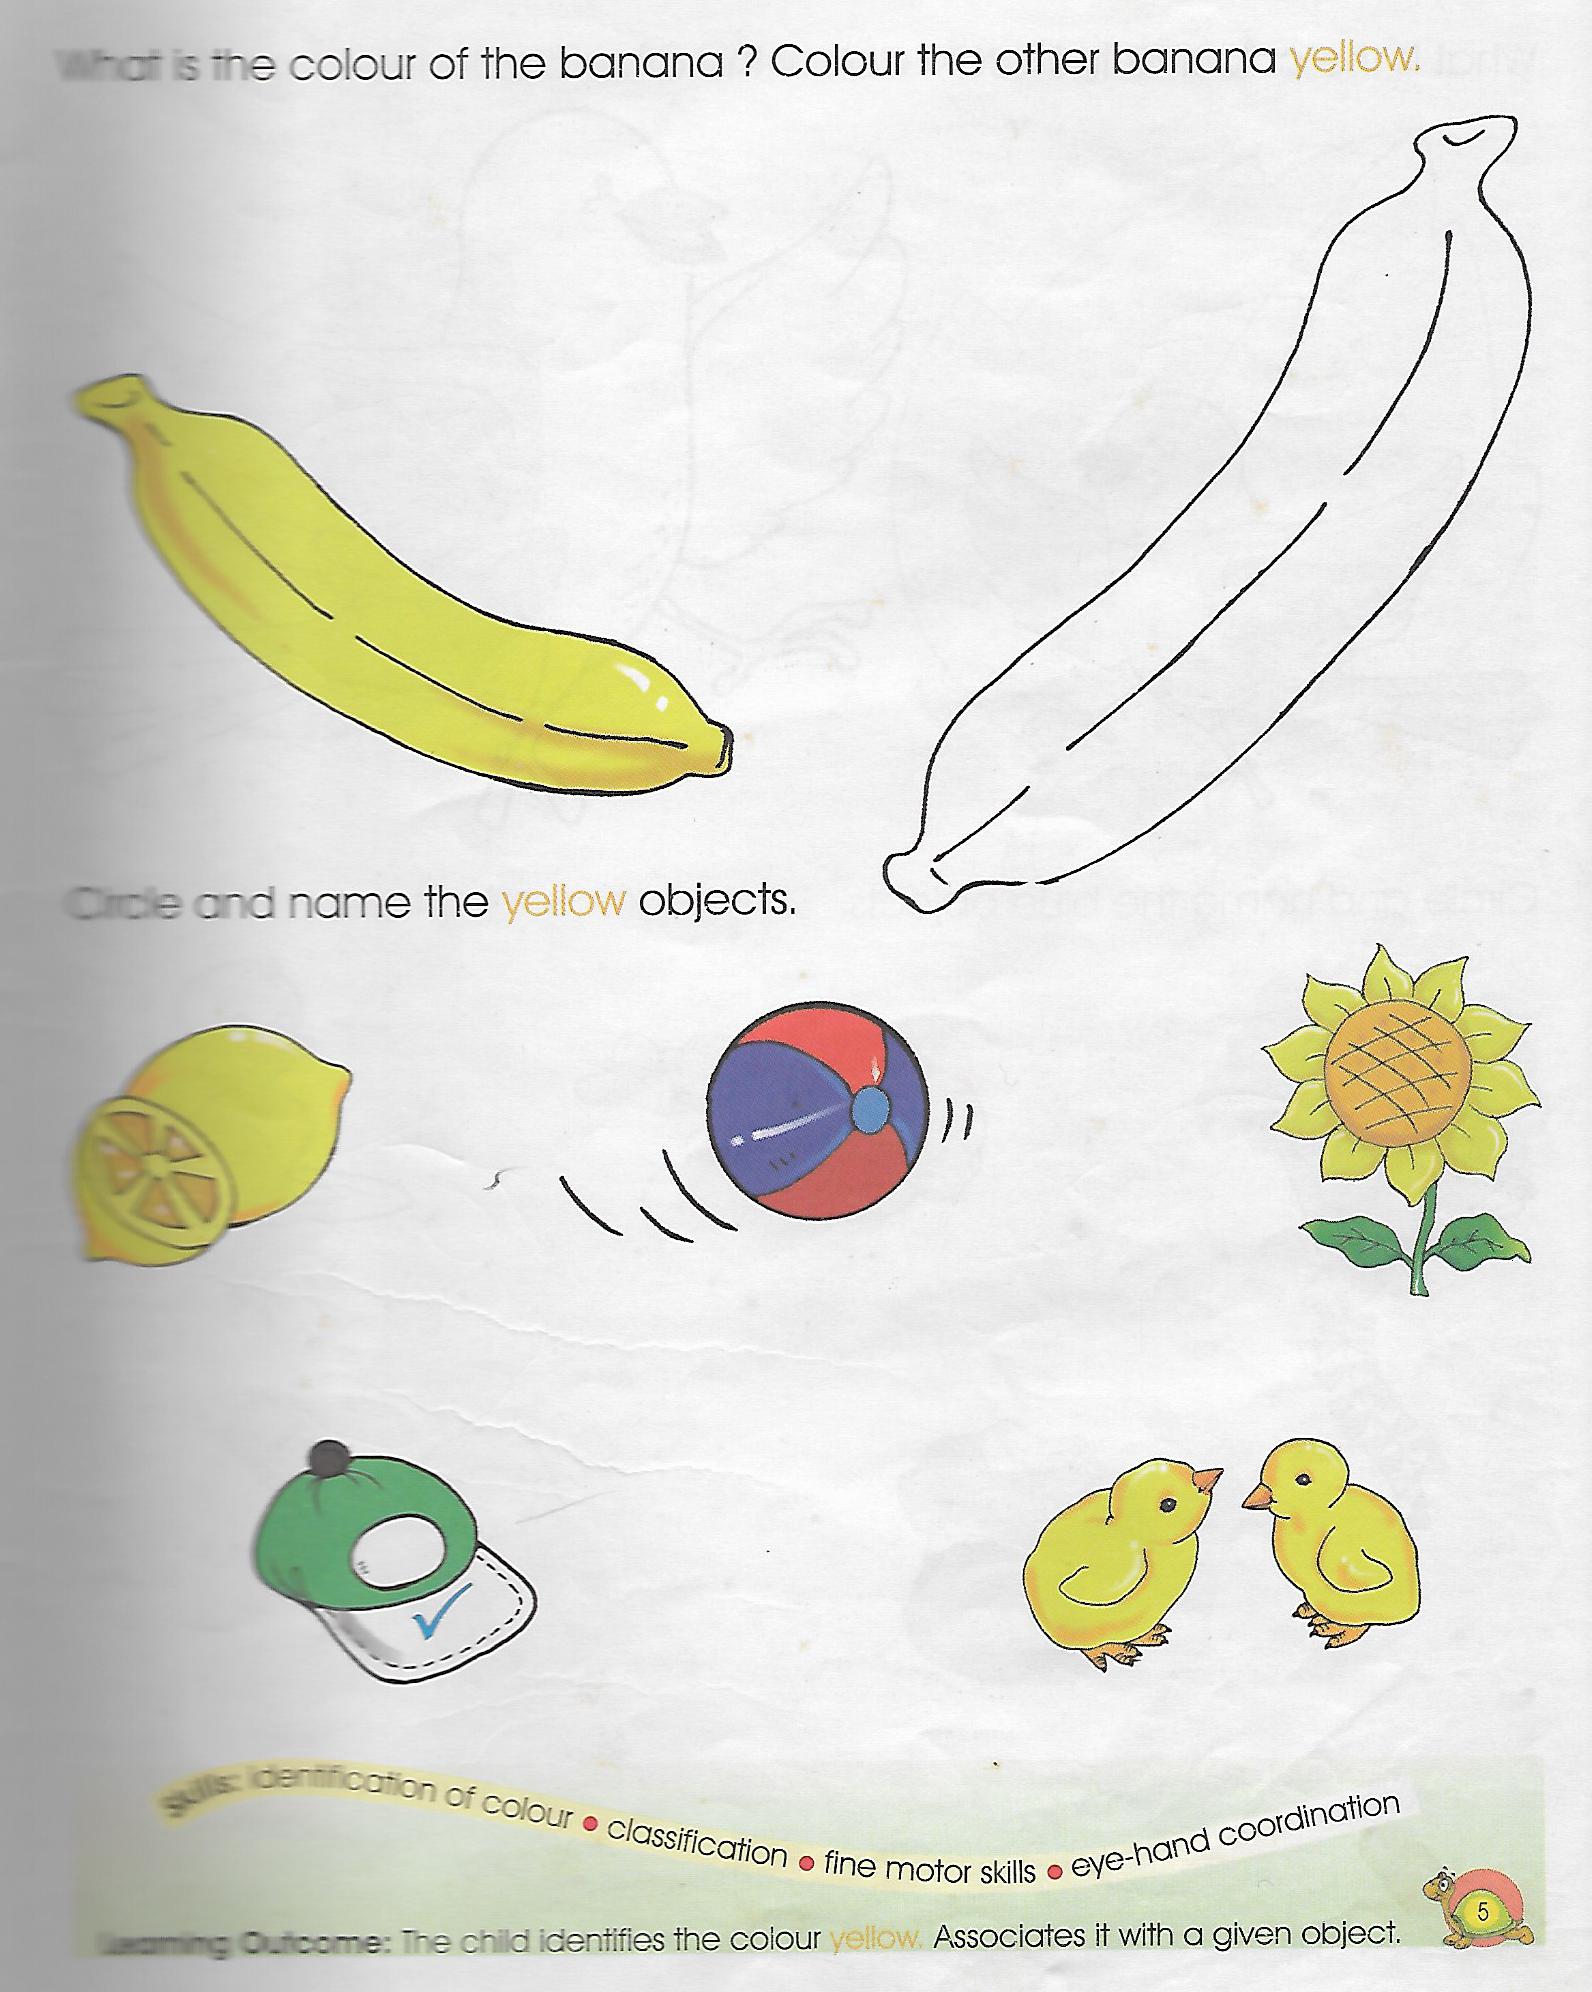 What is the colour of the banana ? Colour the other banana yellow.
Circle and name the yellow objects.
Skills: identification of colour • classification • fine motor skills • eye-hand coordination
5
Learning Outcome: The child identifies the colour yellow. Associates it with a given object.